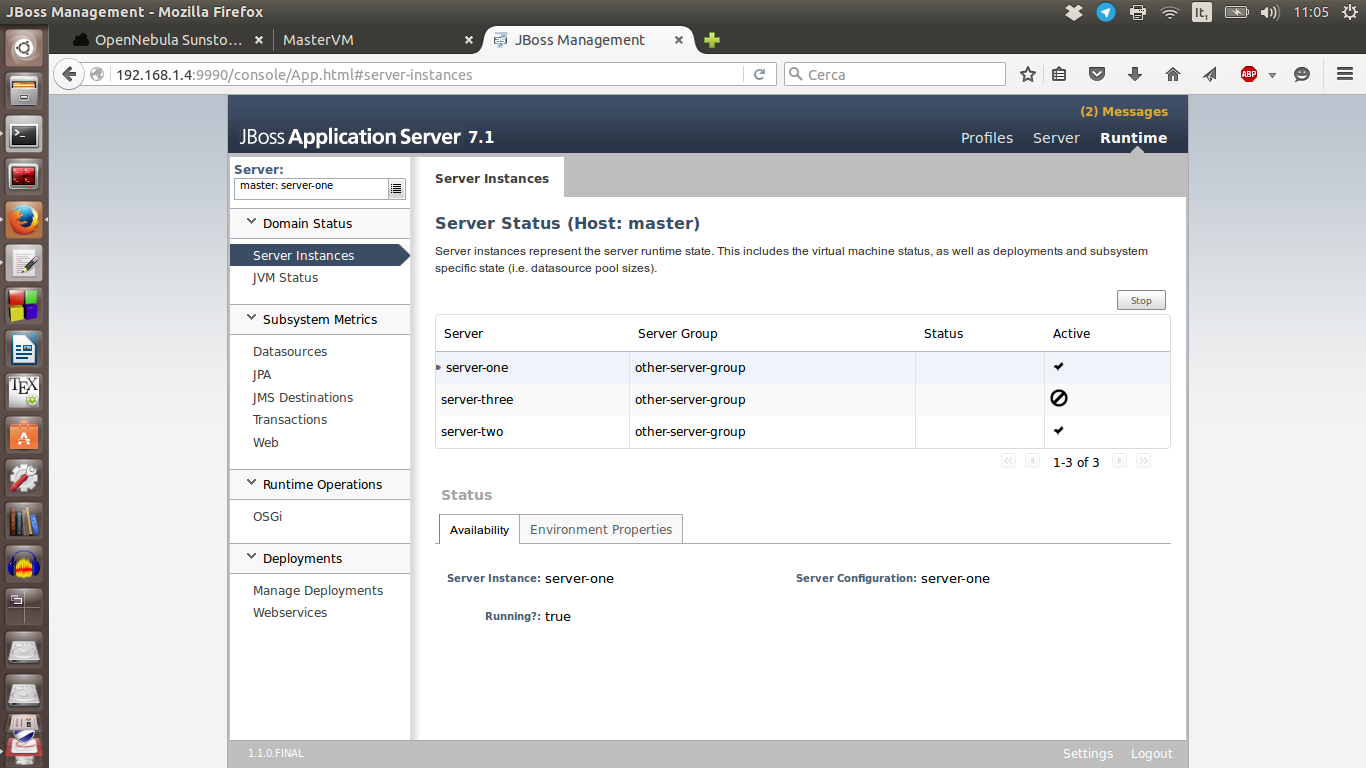 JBoss Management - Mozilla Firefox
It1
11:05
OpenNebula Sunsto...
MasterVM
JBoss Management
192.168.1.4:9990/console/App.html#server-instances
Cerca
ABP
(2) Messages
JBoss Application Server 7.1
Profiles
Server
Runtime
Server:
master: server-one
Domain Status
Server Instances
JVM Status
Subsystem Metrics
Datasources
JPA
JMS Destinations
Transactions
Web
Runtime Operations
OSGi
Deployments
Manage Deployments
Webservices
Server Instances
Server Status (Host: master)
Server instances represent the server runtime state. This includes the virtual machine status, as well as deployments and subsystem
specific state (i.e. datasource pool sizes).
Stop
Server Server Group Status Active
server-one other-server-group
server-three other-server-group
server-two other-server-group
1-3 of 3
Status
Availability
Environment Properties
Server Instance: server-one
Server Configuration: server-one
Running?: true
1.1.0.FINAL
Settings
Logout
TEX